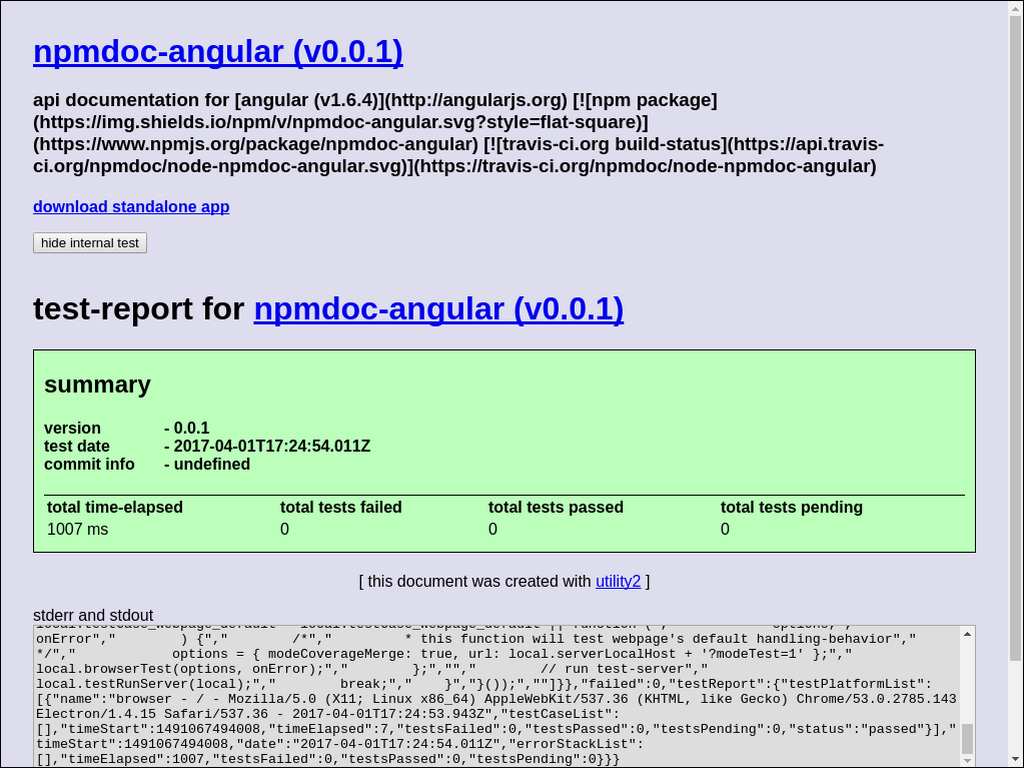 npmdoc-angular (v0.0.1)
api documentation for [angular (v1.6.4)](http://angularjs.org) [![npm package]
(https://img.shields.io/npm/v/npmdoc-angular.svg?style=flat-square)]
(https://www.npmjs.org/package/npmdoc-angular) [![travis-ci.org build-status](https://api.travis-
ci.org/npmdoc/node-npmdoc-angular.svg)](https://travis-ci.org/npmdoc/node-npmdoc-angular)
download standalone app
hide internal test
test-report for npmdoc-angular (v0.0.1)
summary
version - 0.0.1
test date - 2017-04-01T17:24:54.011Z
commit info - undefined
total time-elapsed total tests failed total tests passed total tests pending
1007 ms 0 0 0
[ this document was created with utility2 ]
stderr and stdout
onError","        ) {","        /*","         * this function will test webpage's default handling-behavior","
*/","            options = { modeCoverageMerge: true, url: local.serverLocalHost + '?modeTest=1' };","
local.browserTest(options, onError);","        };","","        // run test-server","
local.testRunServer(local);","        break;","    }","}());",""]}},"failed":0,"testReport":{"testPlatformList":
[{"name":"browser - / - Mozilla/5.0 (X11; Linux x86_64) AppleWebKit/537.36 (KHTML, like Gecko) Chrome/53.0.2785.143
Electron/1.4.15 Safari/537.36 - 2017-04-01T17:24:53.943Z","testCaseList":
[],"timeStart":1491067494008,"timeElapsed":7,"testsFailed":0,"testsPassed":0,"testsPending":0,"status":"passed"}],"
timeStart":1491067494008,"date":"2017-04-01T17:24:54.011Z","errorStackList":
[],"timeElapsed":1007,"testsFailed":0,"testsPassed":0,"testsPending":0}}}